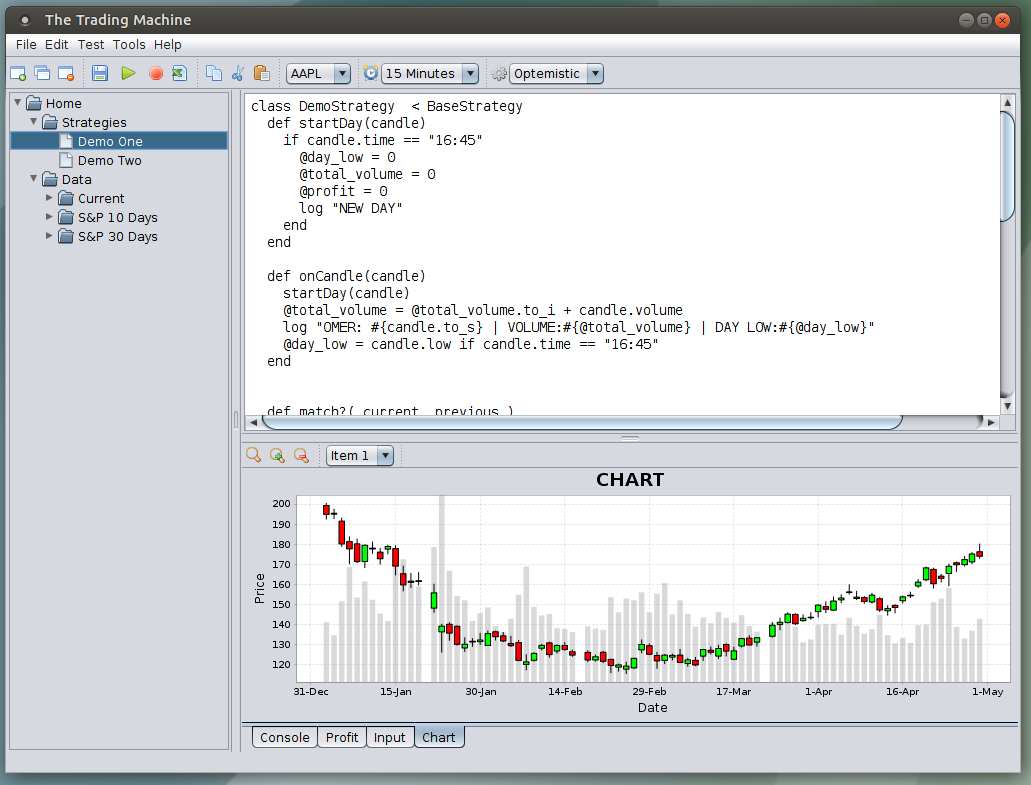 The Trading Machine
File Edit Test Tools Help
AAPL 15 Minutes Optemistic
Home
Strategies
Demo One
Demo Two
Data
Current
S&P 10 Days
S&P 30 Days
class DemoStrategy < BaseStrategy
def startDay(candle)
if candle.time == "16:45"
@day_low = 0
@total_volume = 0
@profit = 0
log "NEW DAY"
end
end
def onCandle(candle)
startDay(candle)
@total_volume = @total_volume.to_i + candle.volume
log "OMER: #{candle.to_s} | VOLUME:#{@total_volume} | DAY LOW:#{@day_low}"
@day_low = candle.low if candle.time == "16:45"
end
def match?( current, previous )
Item 1
CHART
200
190
180
170
160
150
140
130
120
Price
31-Dec 15-Jan 30-Jan 14-Feb 29-Feb 17-Mar 1-Apr 16-Apr 1-May
Date
Console Profit Input Chart